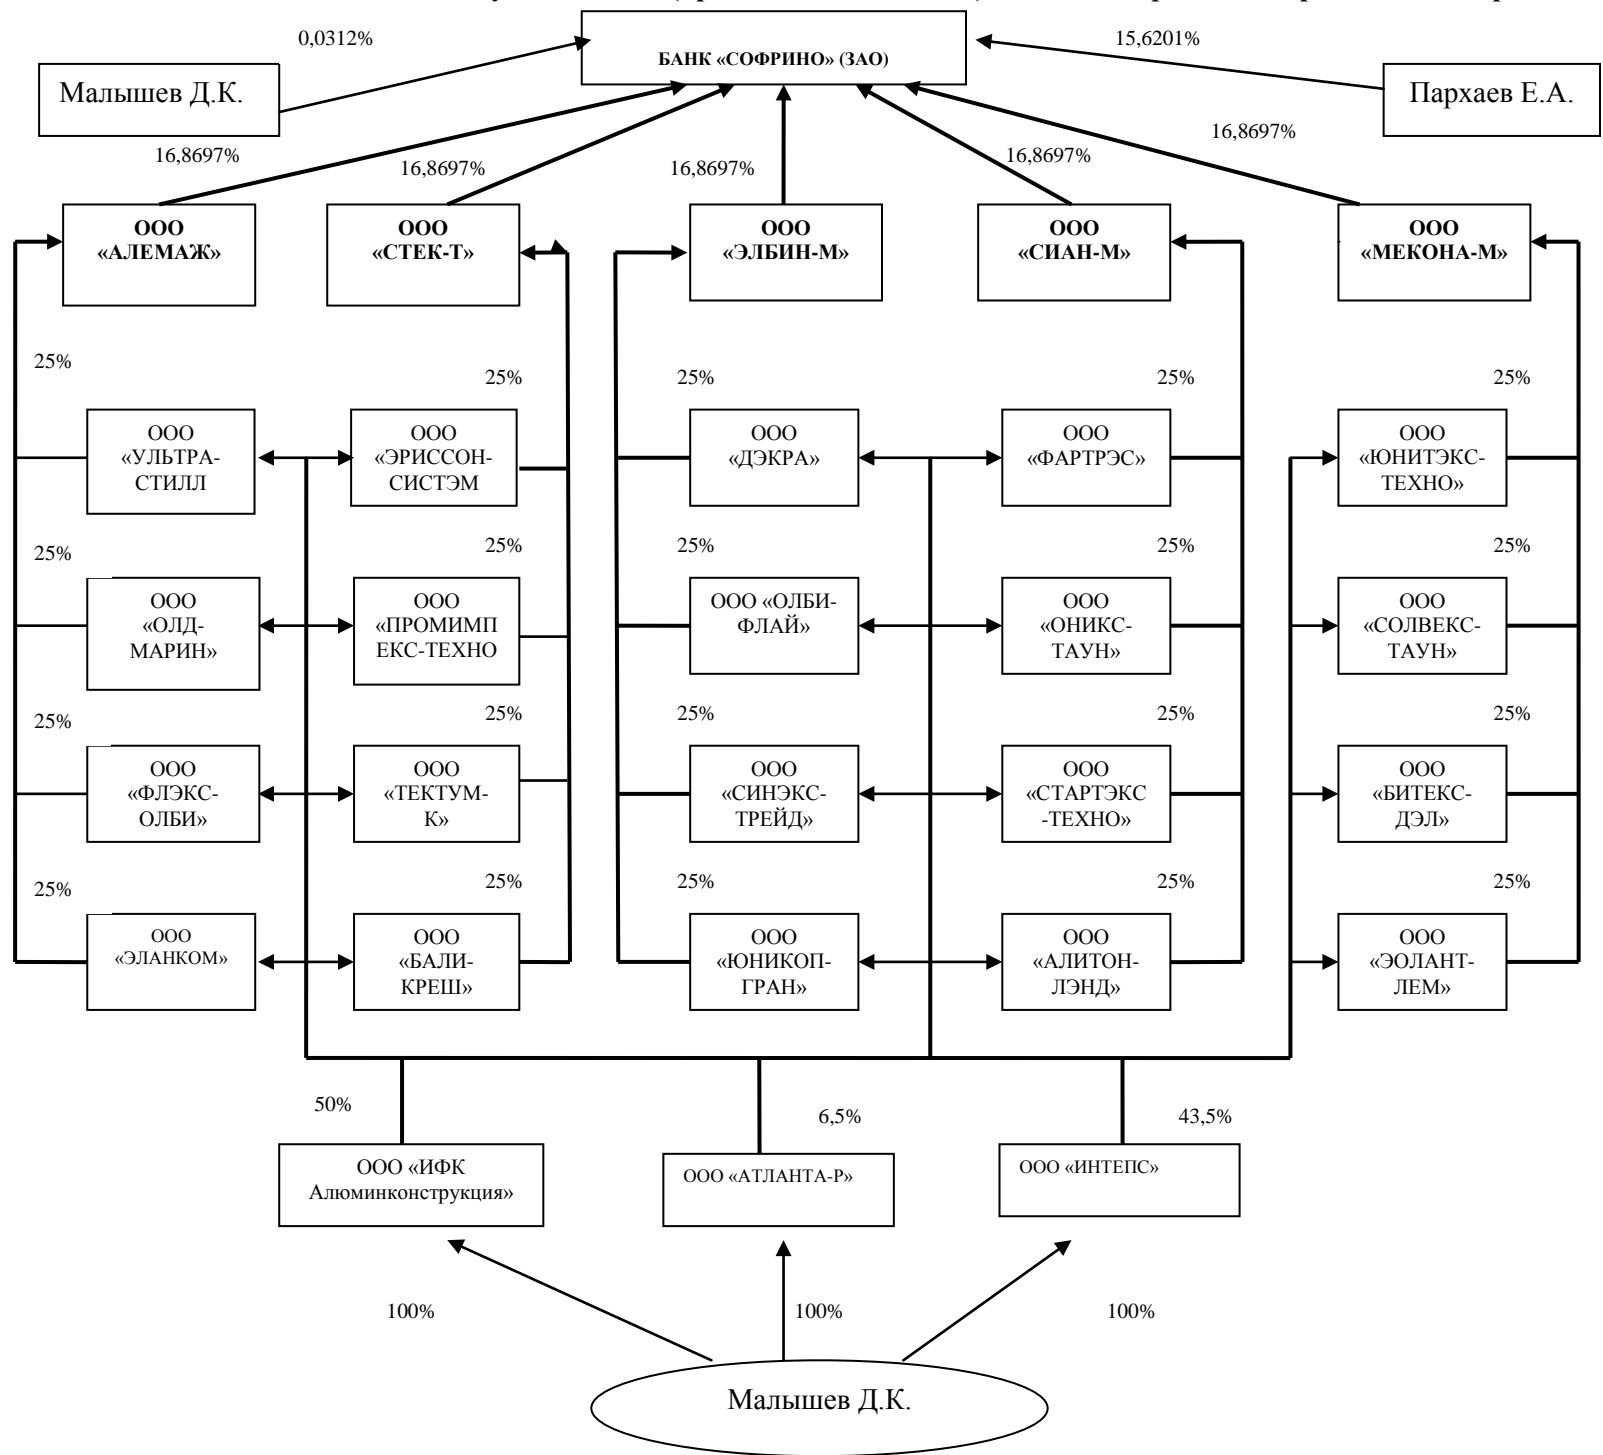 0,0312%
15,6201%
БАНК «СОФРИНО» (ЗАО)
Малышев Д.К.
Пархаев Е.А.
16,8697%
16,8697%
16,8697%
16,8697%
16,8697%
ООО
«АЛЕМАЖ»
ООО
«СТЕК-Т»
ООО
«ЭЛБИН-М»
ООО
«СИАН-М»
ООО
«МЕКОНА-М»
25%
25%
25%
25%
25%
ООО
«УЛЬТРА-
СТИЛЛ
ООО
«ЭРИССОН-
СИСТЭМ
ООО
«ДЭКРА»
ООО
«ФАРТРЭС»
ООО
«ЮНИТЭКС-
ТЕХНО»
25%
25%
25%
25%
25%
ООО
«ОЛД-
МАРИН»
ООО
«ПРОМИМП
ЕКС-ТЕХНО
ООО «ОЛБИ-
ФЛАЙ»
ООО
«ОНИКС-
ТАУН»
ООО
«СОЛВЕКС-
ТАУН»
25%
25%
25%
25%
25%
ООО
«ФЛЭКС-
ОЛБИ»
ООО
«ТЕКТУМ-
К»
ООО
«СИНЭКС-
ТРЕЙД»
ООО
«СТАРТЭКС
-ТЕХНО»
ООО
«БИТЕКС-
ДЭЛ»
25%
25%
25%
25%
25%
ООО
«ЭЛАНКОМ»
ООО
«БАЛИ-
КРЕШ»
ООО
«ЮНИКОП-
ГРАН»
ООО
«АЛИТОН-
ЛЭНД»
ООО
«ЭОЛАНТ-
ЛЕМ»
50%
6,5%
43,5%
ООО «ИФК
Алюминконструкция»
ООО «АТЛАНТА-Р»
ООО «ИНТЕПС»
100%
100%
100%
Малышев Д.К.